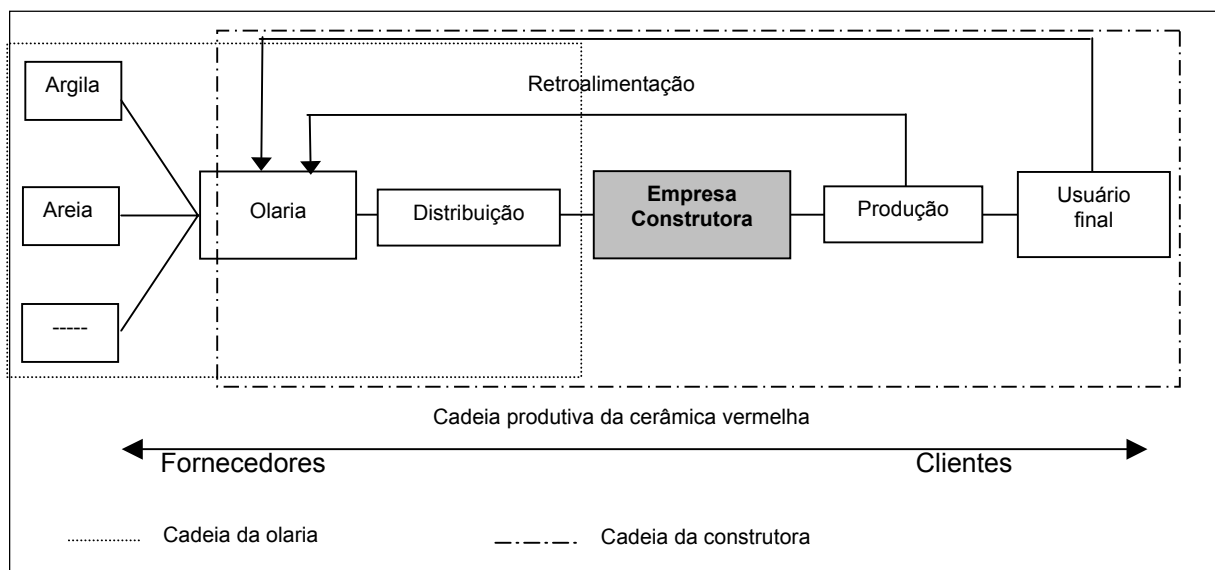 Retroalimentação
Argila
Areia
-----
Olaria
Distribuição
Empresa
Construtora
Produção
Usuário
final
Cadeia produtiva da cerâmica vermelha
Fornecedores
Clientes
Cadeia da olaria
Cadeia da construtora